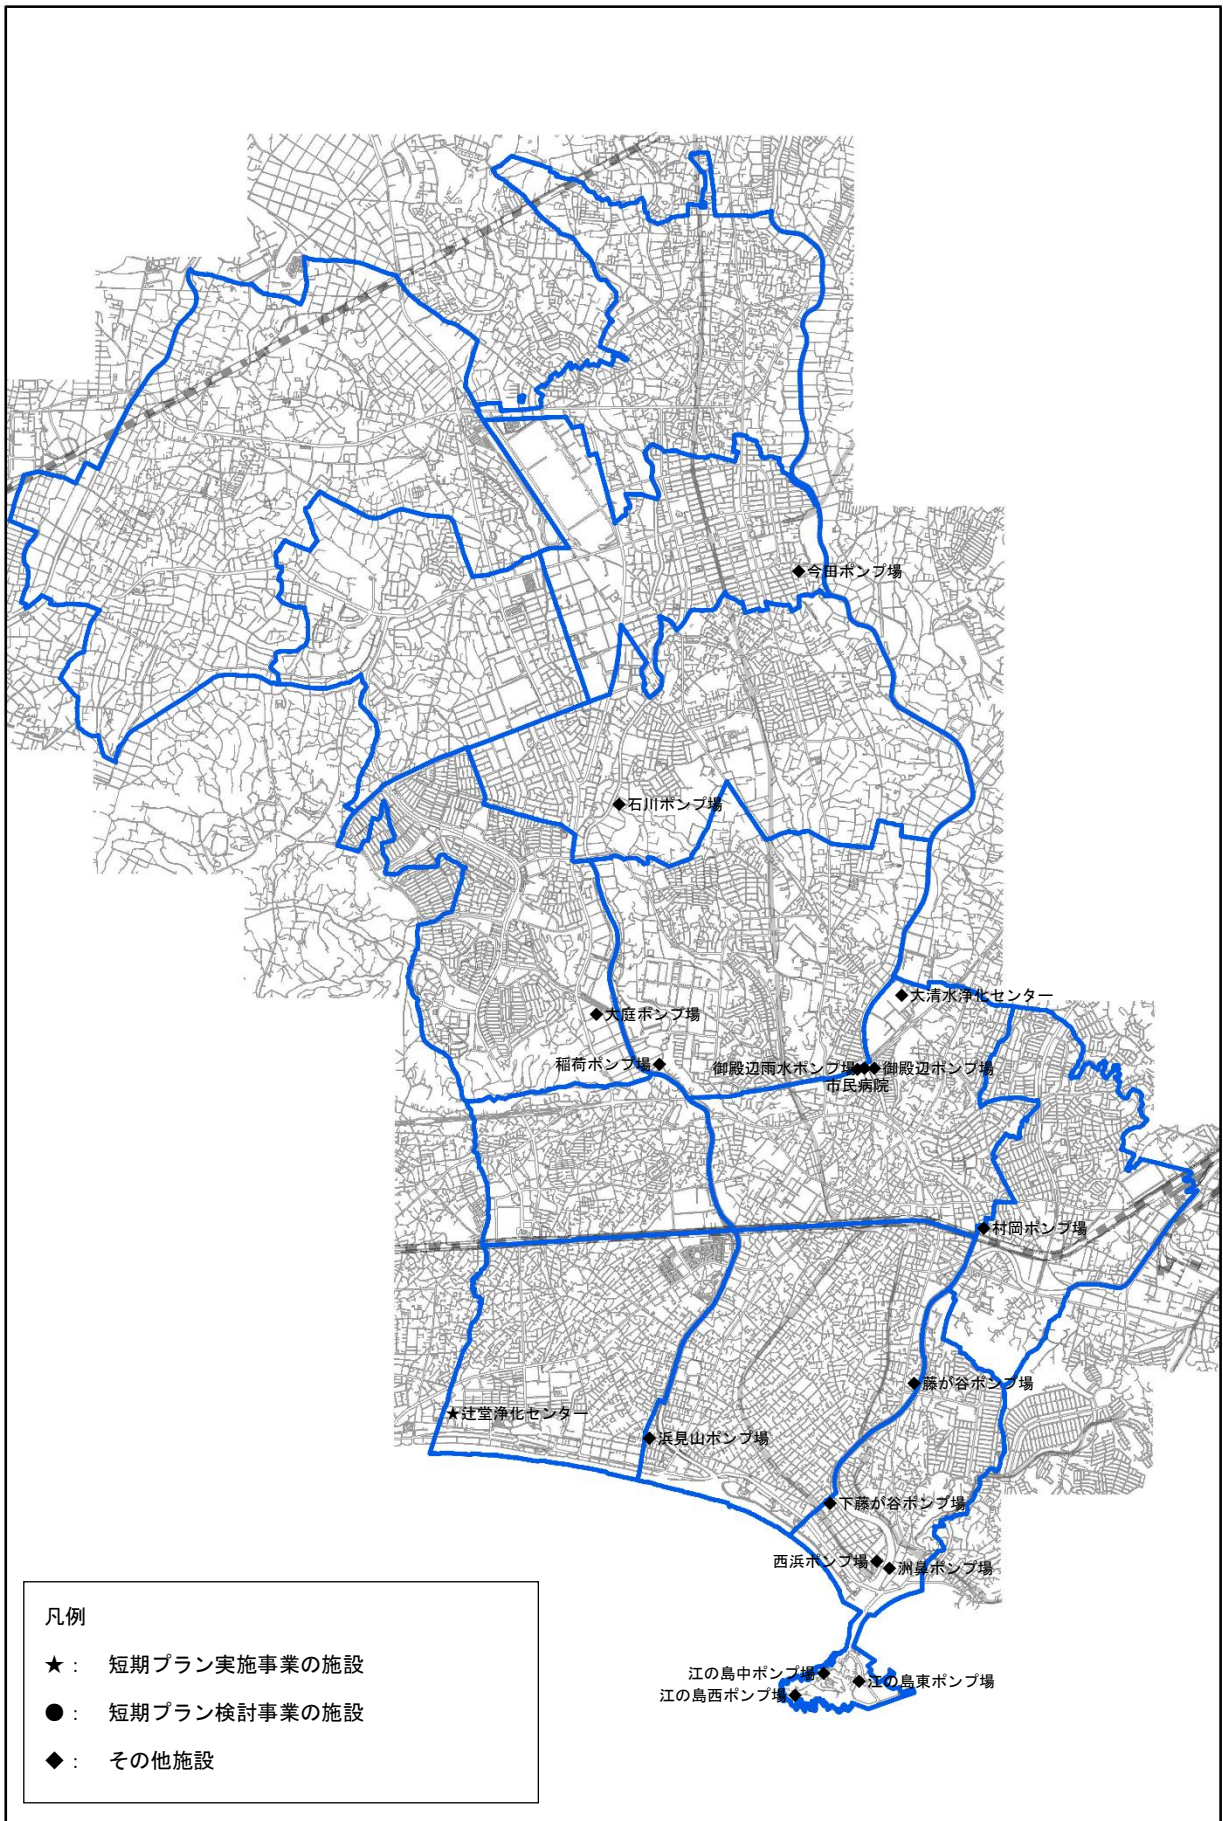 ◆今田ポンプ場
◆石川ポンプ場
◆大清水浄化センター
◆大庭ポンプ場
稲荷ポンプ場◆
御殿辺雨水ポンプ場◆◆◆御殿辺ポンプ場
市民病院
◆村岡ポンプ場
◆藤が谷ポンプ場
★辻堂浄化センター
◆浜見山ポンプ場
◆下藤が谷ポンプ場
西浜ポンプ場◆
◆洲鼻ポンプ場
江の島中ポンプ場◆
◆江の島東ポンプ場
江の島西ポンプ場◆
凡例
★： 短期プラン実施事業の施設
●： 短期プラン検討事業の施設
◆： その他施設